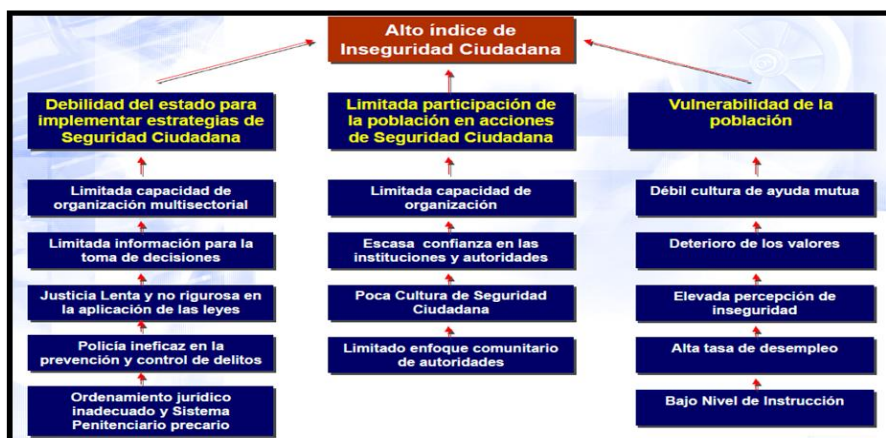 Alto índice de
Inseguridad Ciudadana
Debilidad del estado para
implementar estrategias de
Seguridad Ciudadana
Limitada capacidad de
organización multisectorial
Limitada información para la
toma de decisiones
Justicia Lenta y no rigurosa en
la aplicación de las leyes
Policía ineficaz en la
prevención y control de delitos
Ordenamiento jurídico
inadecuado y Sistema
Penitenciario precario
Limitada participación de
la población en acciones
de Seguridad Ciudadana
Limitada capacidad de
organización
Escasa confianza en las
instituciones y autoridades
Poca Cultura de Seguridad
Ciudadana
Limitado enfoque comunitario
de autoridades
Vulnerabilidad de la
población
Débil cultura de ayuda mutua
Deterioro de los valores
Elevada percepción de
inseguridad
Alta tasa de desempleo
Bajo Nivel de Instrucción